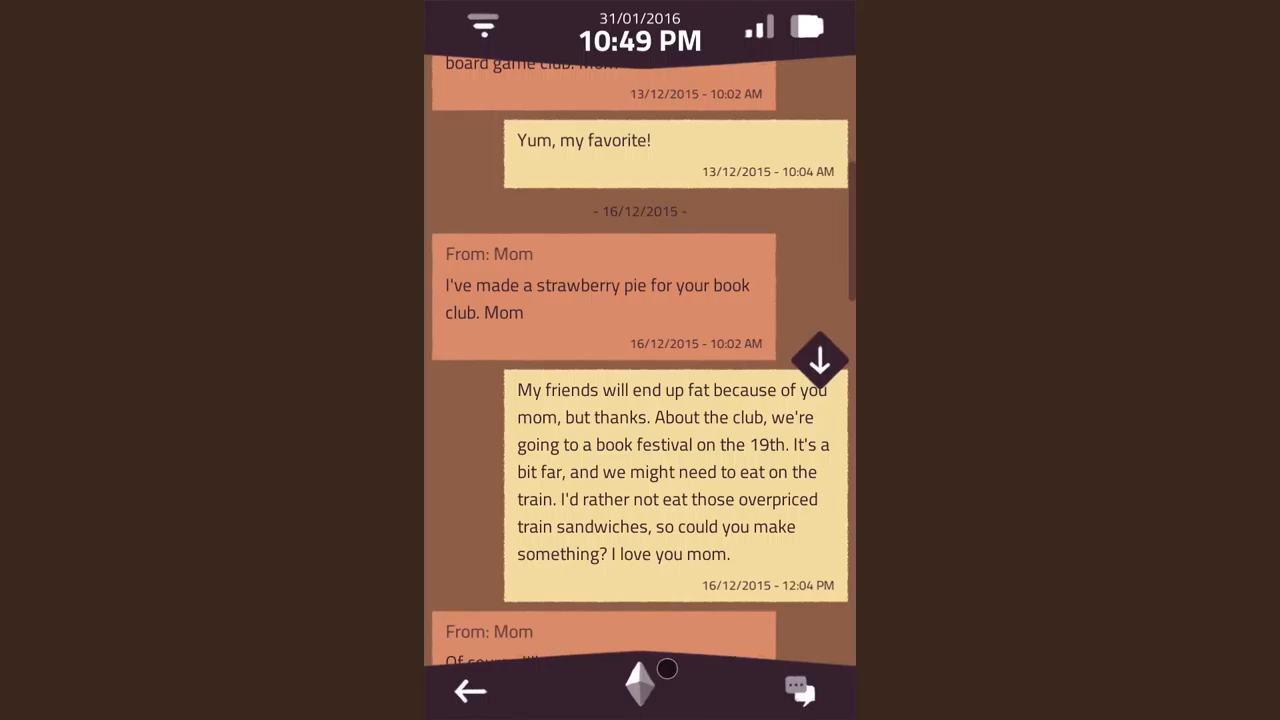 31/01/2016
10:49 PM
board game club. Mom
13/12/2015 - 10:02 AM
Yum, my favorite!
13/12/2015 - 10:04 AM
- 16/12/2015 -
From: Mom
I've made a strawberry pie for your book
club. Mom
16/12/2015 - 10:02 AM
My friends will end up fat because of you
mom, but thanks. About the club, we're
going to a book festival on the 19th. It's a
bit far, and we might need to eat on the
train. I'd rather not eat those overpriced
train sandwiches, so could you make
something? I love you mom.
16/12/2015 - 12:04 PM
From: Mom
Of